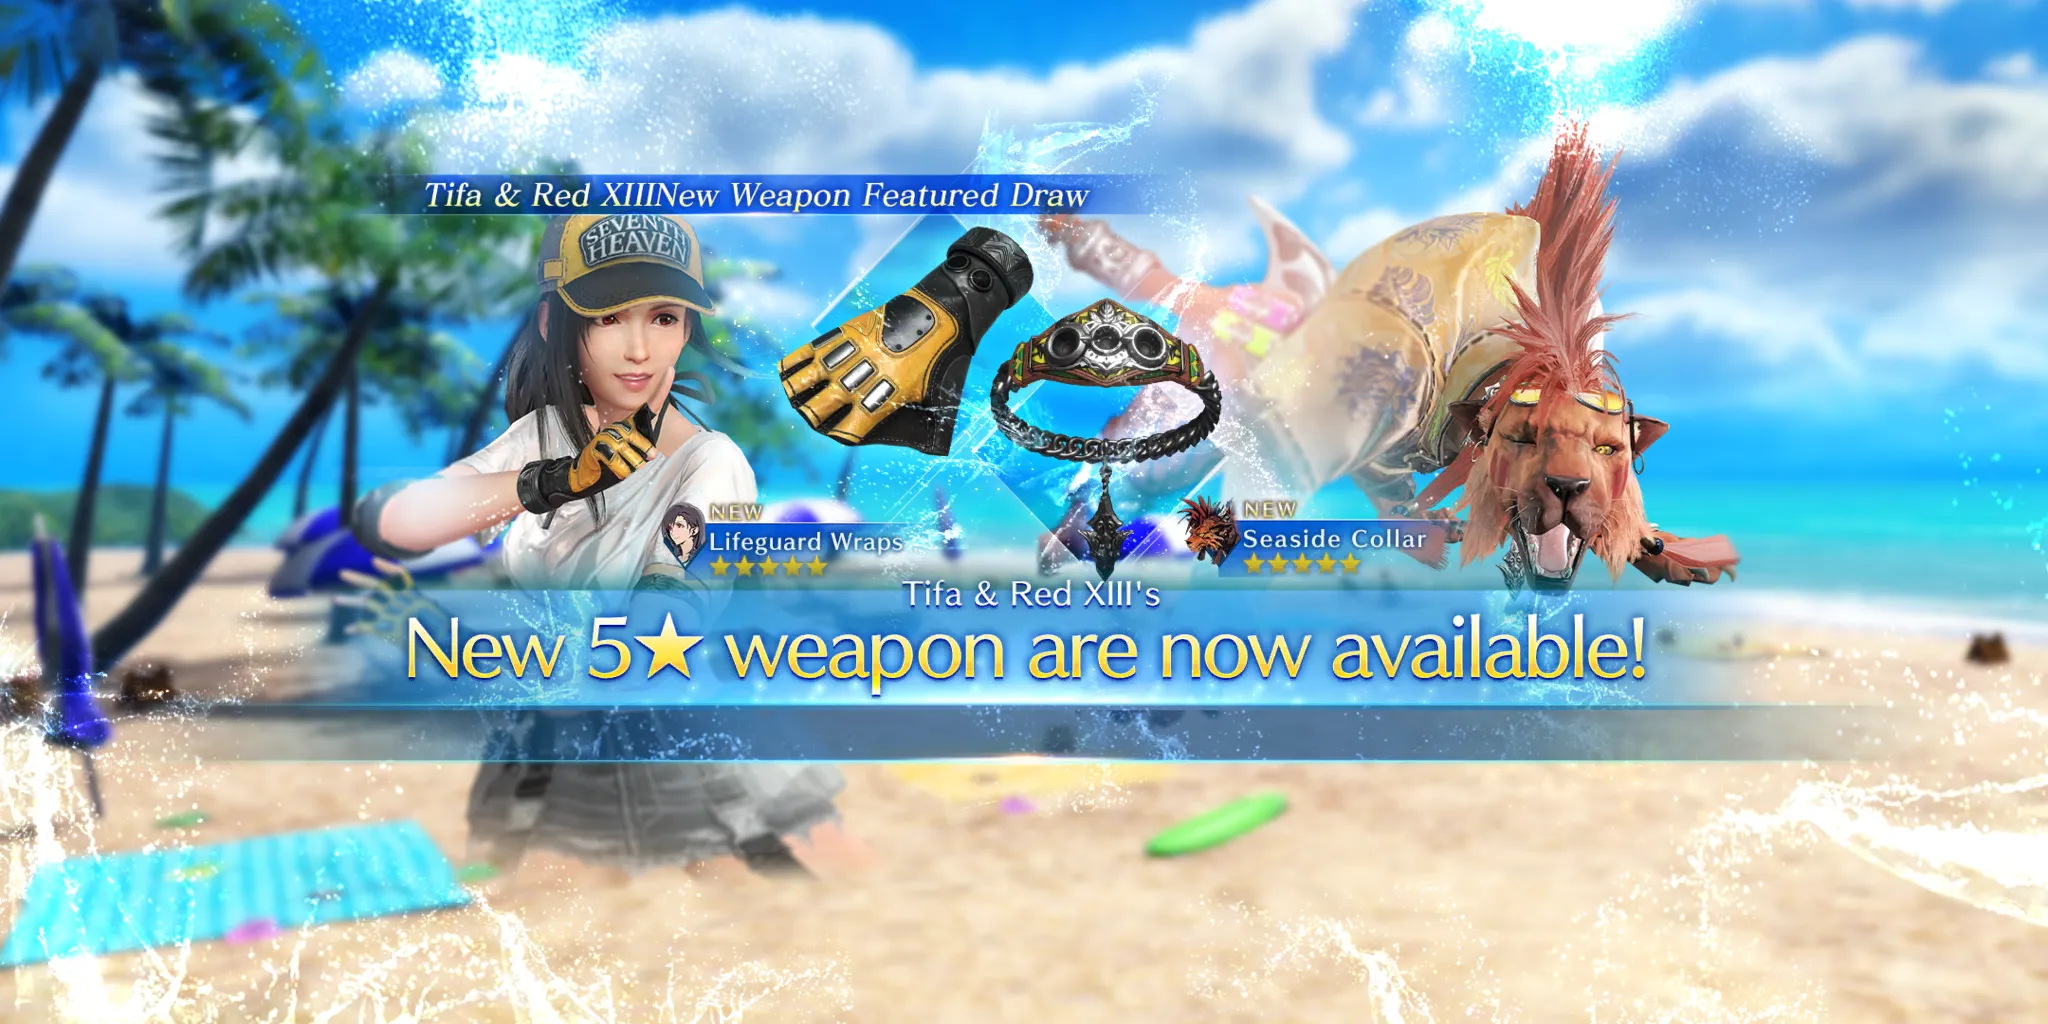 Tifa & Red XIIINew Weapon Featured Draw
SEVENTH
HEAVEN
NEW
Lifeguard Wraps
★★★★★
NEW
Seaside Collar
★★★★★
Tifa & Red XIII's
New 5★ weapon are now available!